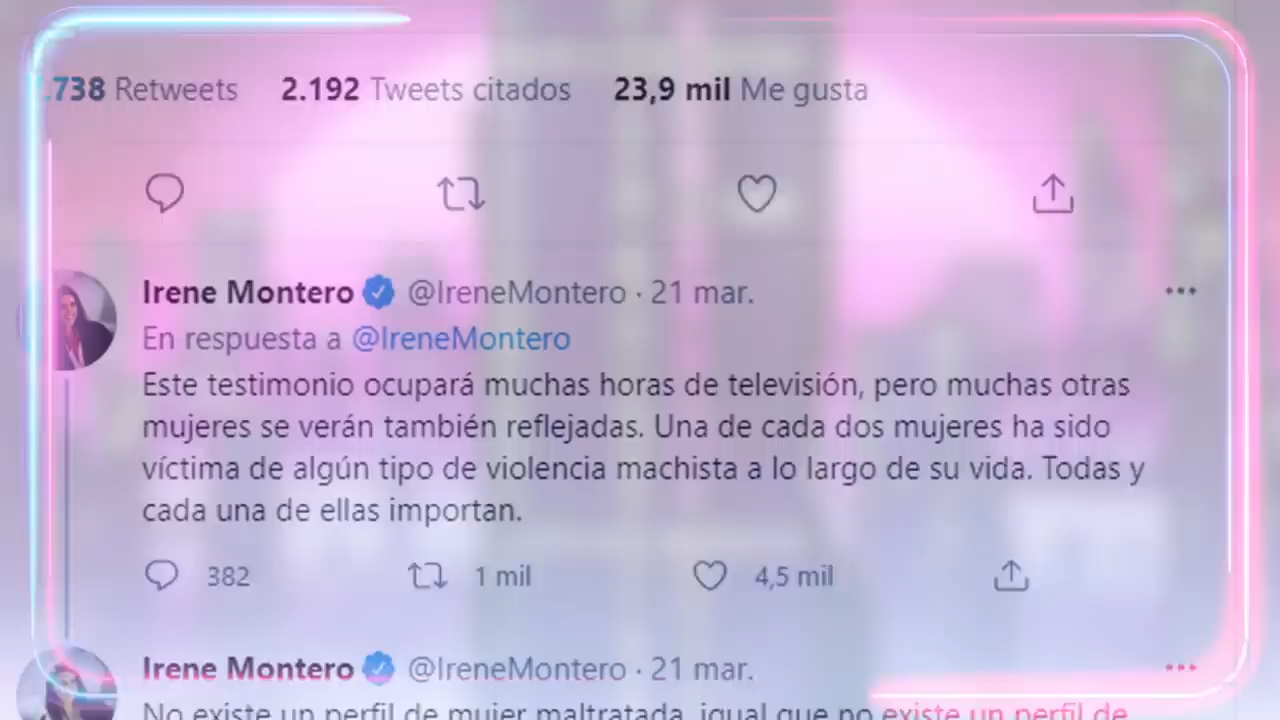 .738 Retweets 2.192 Tweets citados 23,9 mil Me gusta
Irene Montero @IreneMontero · 21 mar.
En respuesta a @IreneMontero
Este testimonio ocupará muchas horas de televisión, pero muchas otras
mujeres se verán también reflejadas. Una de cada dos mujeres ha sido
víctima de algún tipo de violencia machista a lo largo de su vida. Todas y
cada una de ellas importan.
382 1 mil 4,5 mil
Irene Montero @IreneMontero · 21 mar.
No existe un perfil de mujer maltratada, igual que no existe un perfil de